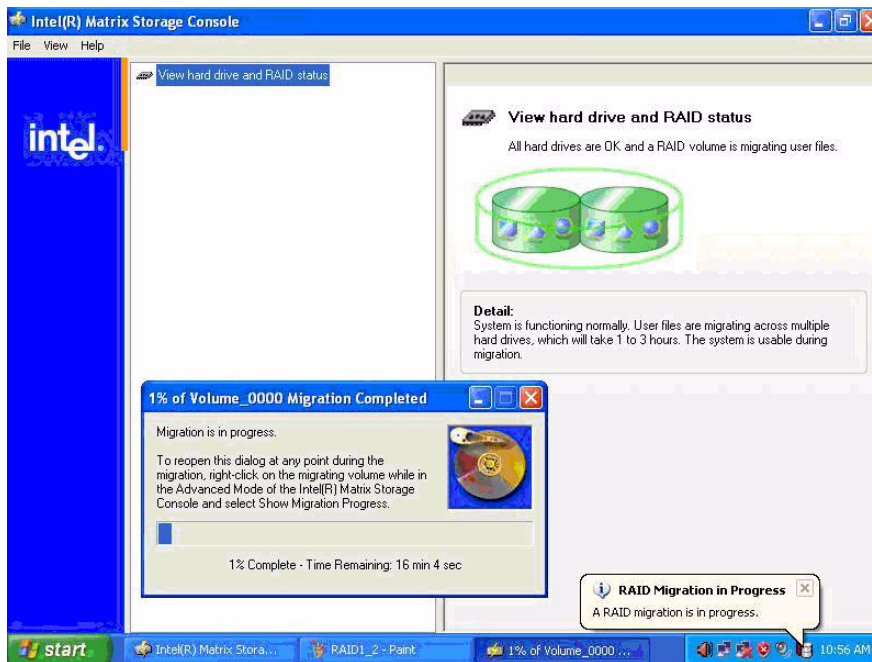 Intel(R) Matrix Storage Console
File View Help
intel.
View hard drive and RAID status
View hard drive and RAID status
All hard drives are OK and a RAID volume is migrating user files.
Detail:
System is functioning normally. User files are migrating across multiple
hard drives, which will take 1 to 3 hours. The system is usable during
migration.
1% of Volume_0000 Migration Completed
Migration is in progress.
To reopen this dialog at any point during the
migration, right-click on the migrating volume while in
the Advanced Mode of the Intel(R) Matrix Storage
Console and select Show Migration Progress.
1% Complete - Time Remaining: 16 min 4 sec
RAID Migration in Progress
A RAID migration is in progress.
start
Intel(R) Matrix Stora...
RAID1_2 - Paint
1% of Volume_0000 ...
10:56 AM